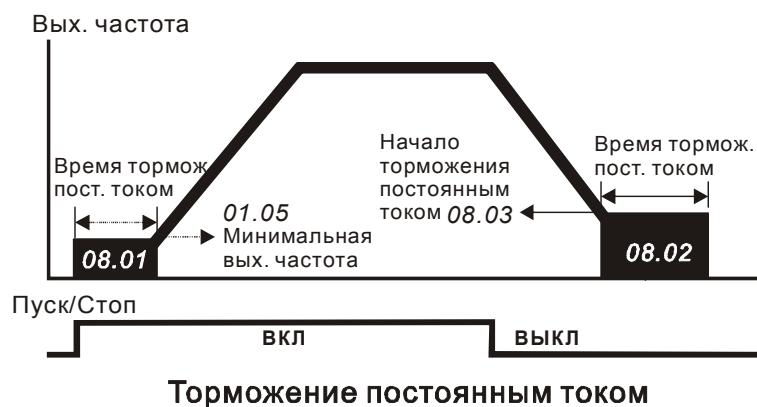 Вых. частота
Время тормож.
пост. током
01.05
Минимальная
вых. частота
08.01
Начало
торможения
постоянным
током 08.03
Время тормож.
пост. током
08.02
Пуск/Стоп
ВКЛ
ВЫКЛ
Торможение постоянным током